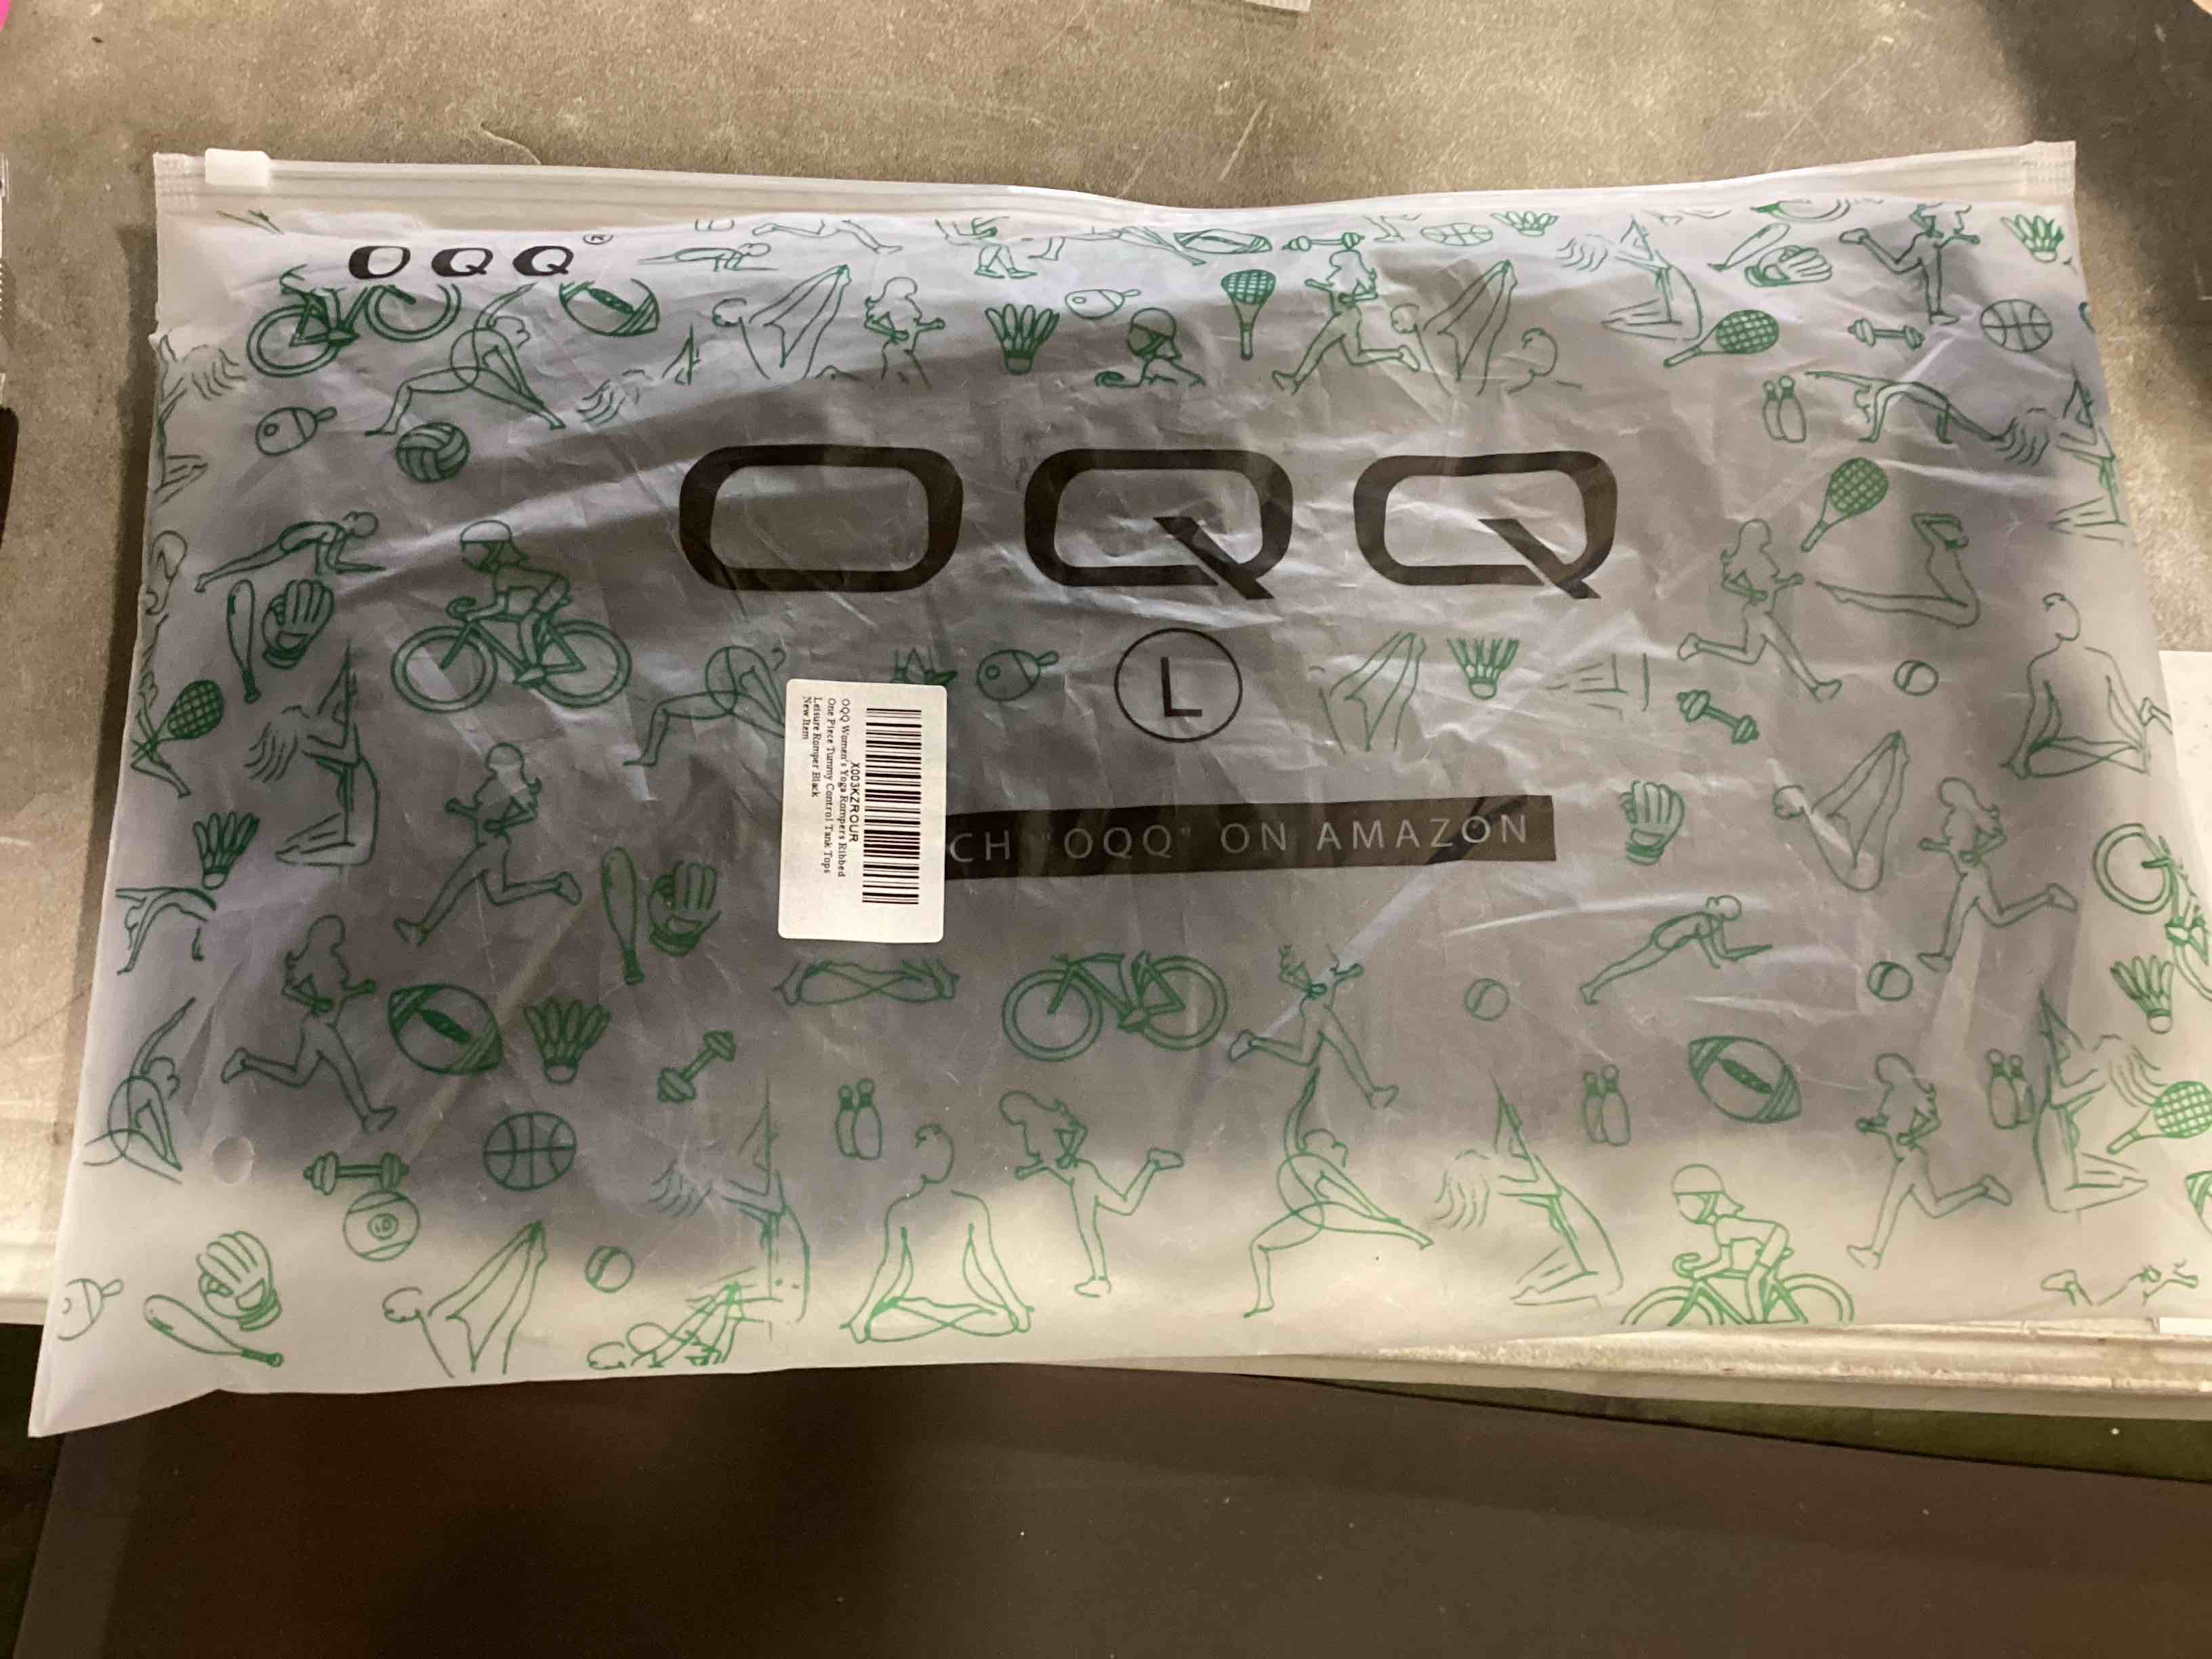 OQQ®
OQQ
L
X003KZROUR
OQQ Women's Yoga Rompers Ribbed
One Piece Tummy Control Tank Tops
Leisure Romper Black
New Item
CH "OQQ" ON AMAZON
10